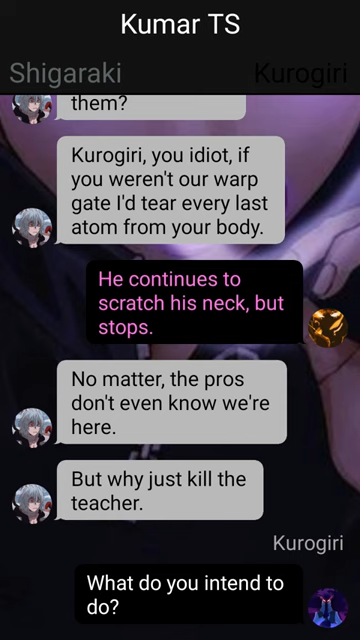 Kumar TS
Shigaraki
Kurogiri
them?
Kurogiri, you idiot, if
you weren't our warp
gate I'd tear every last
atom from your body.
He continues to
scratch his neck, but
stops.
No matter, the pros
don't even know we're
here.
But why just kill the
teacher.
Kurogiri
What do you intend to
do?